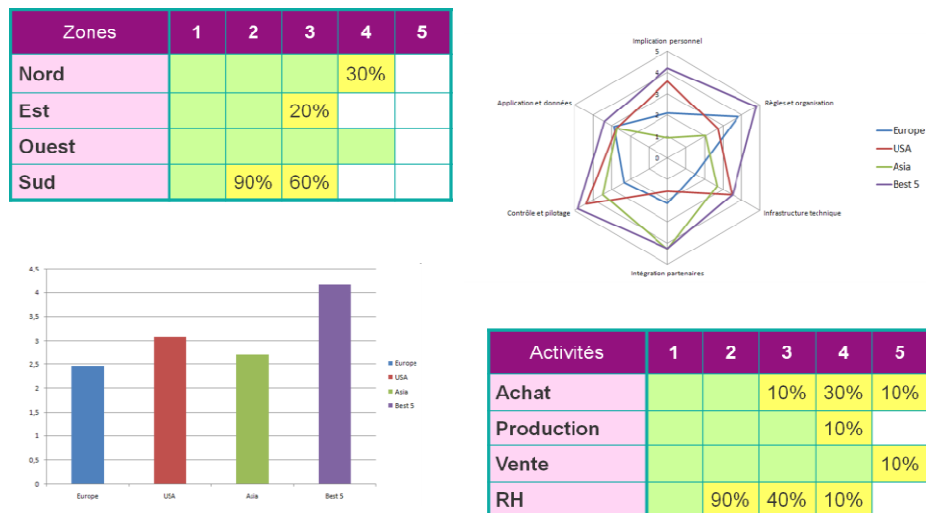 Zones 1 2 3 4 5
Nord 30%
Est 20%
Ouest
Sud 90% 60%
Implication personnel
5
4
3
2
1
0
Application et données
Règles et organisation
Contrôle et pilotage
Infrastructure technique
Intégration partenaires
Europe
USA
Asia
Best 5
4,5
4
3,5
3
2,5
2
1,5
1
0,5
0
Europe USA Asia Best 5
Europe
USA
Asia
Best 5
Activités 1 2 3 4 5
Achat 10% 30% 10%
Production 10%
Vente 10%
RH 90% 40% 10%